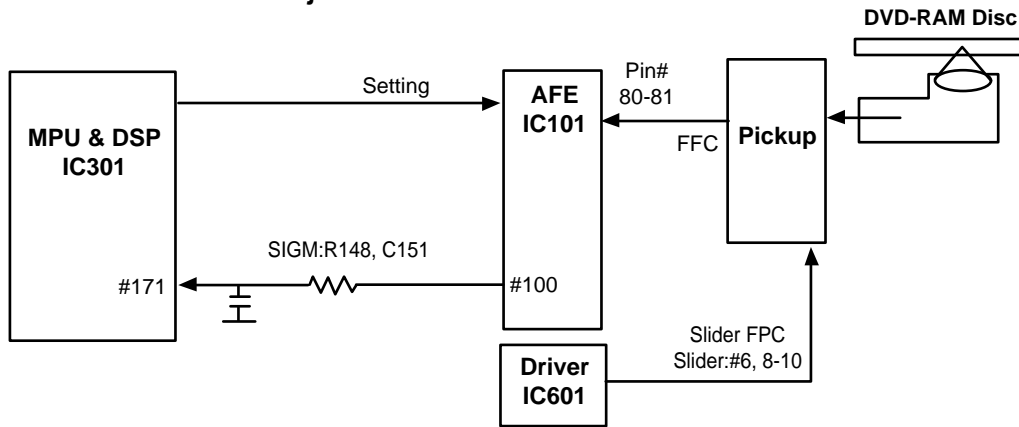 DVD-RAM Disc
Setting
AFE
IC101
Pin#
80-81
FFC
Pickup
MPU & DSP
IC301
SIGM:R148, C151
#171
#100
Slider FPC
Slider:#6, 8-10
Driver
IC601